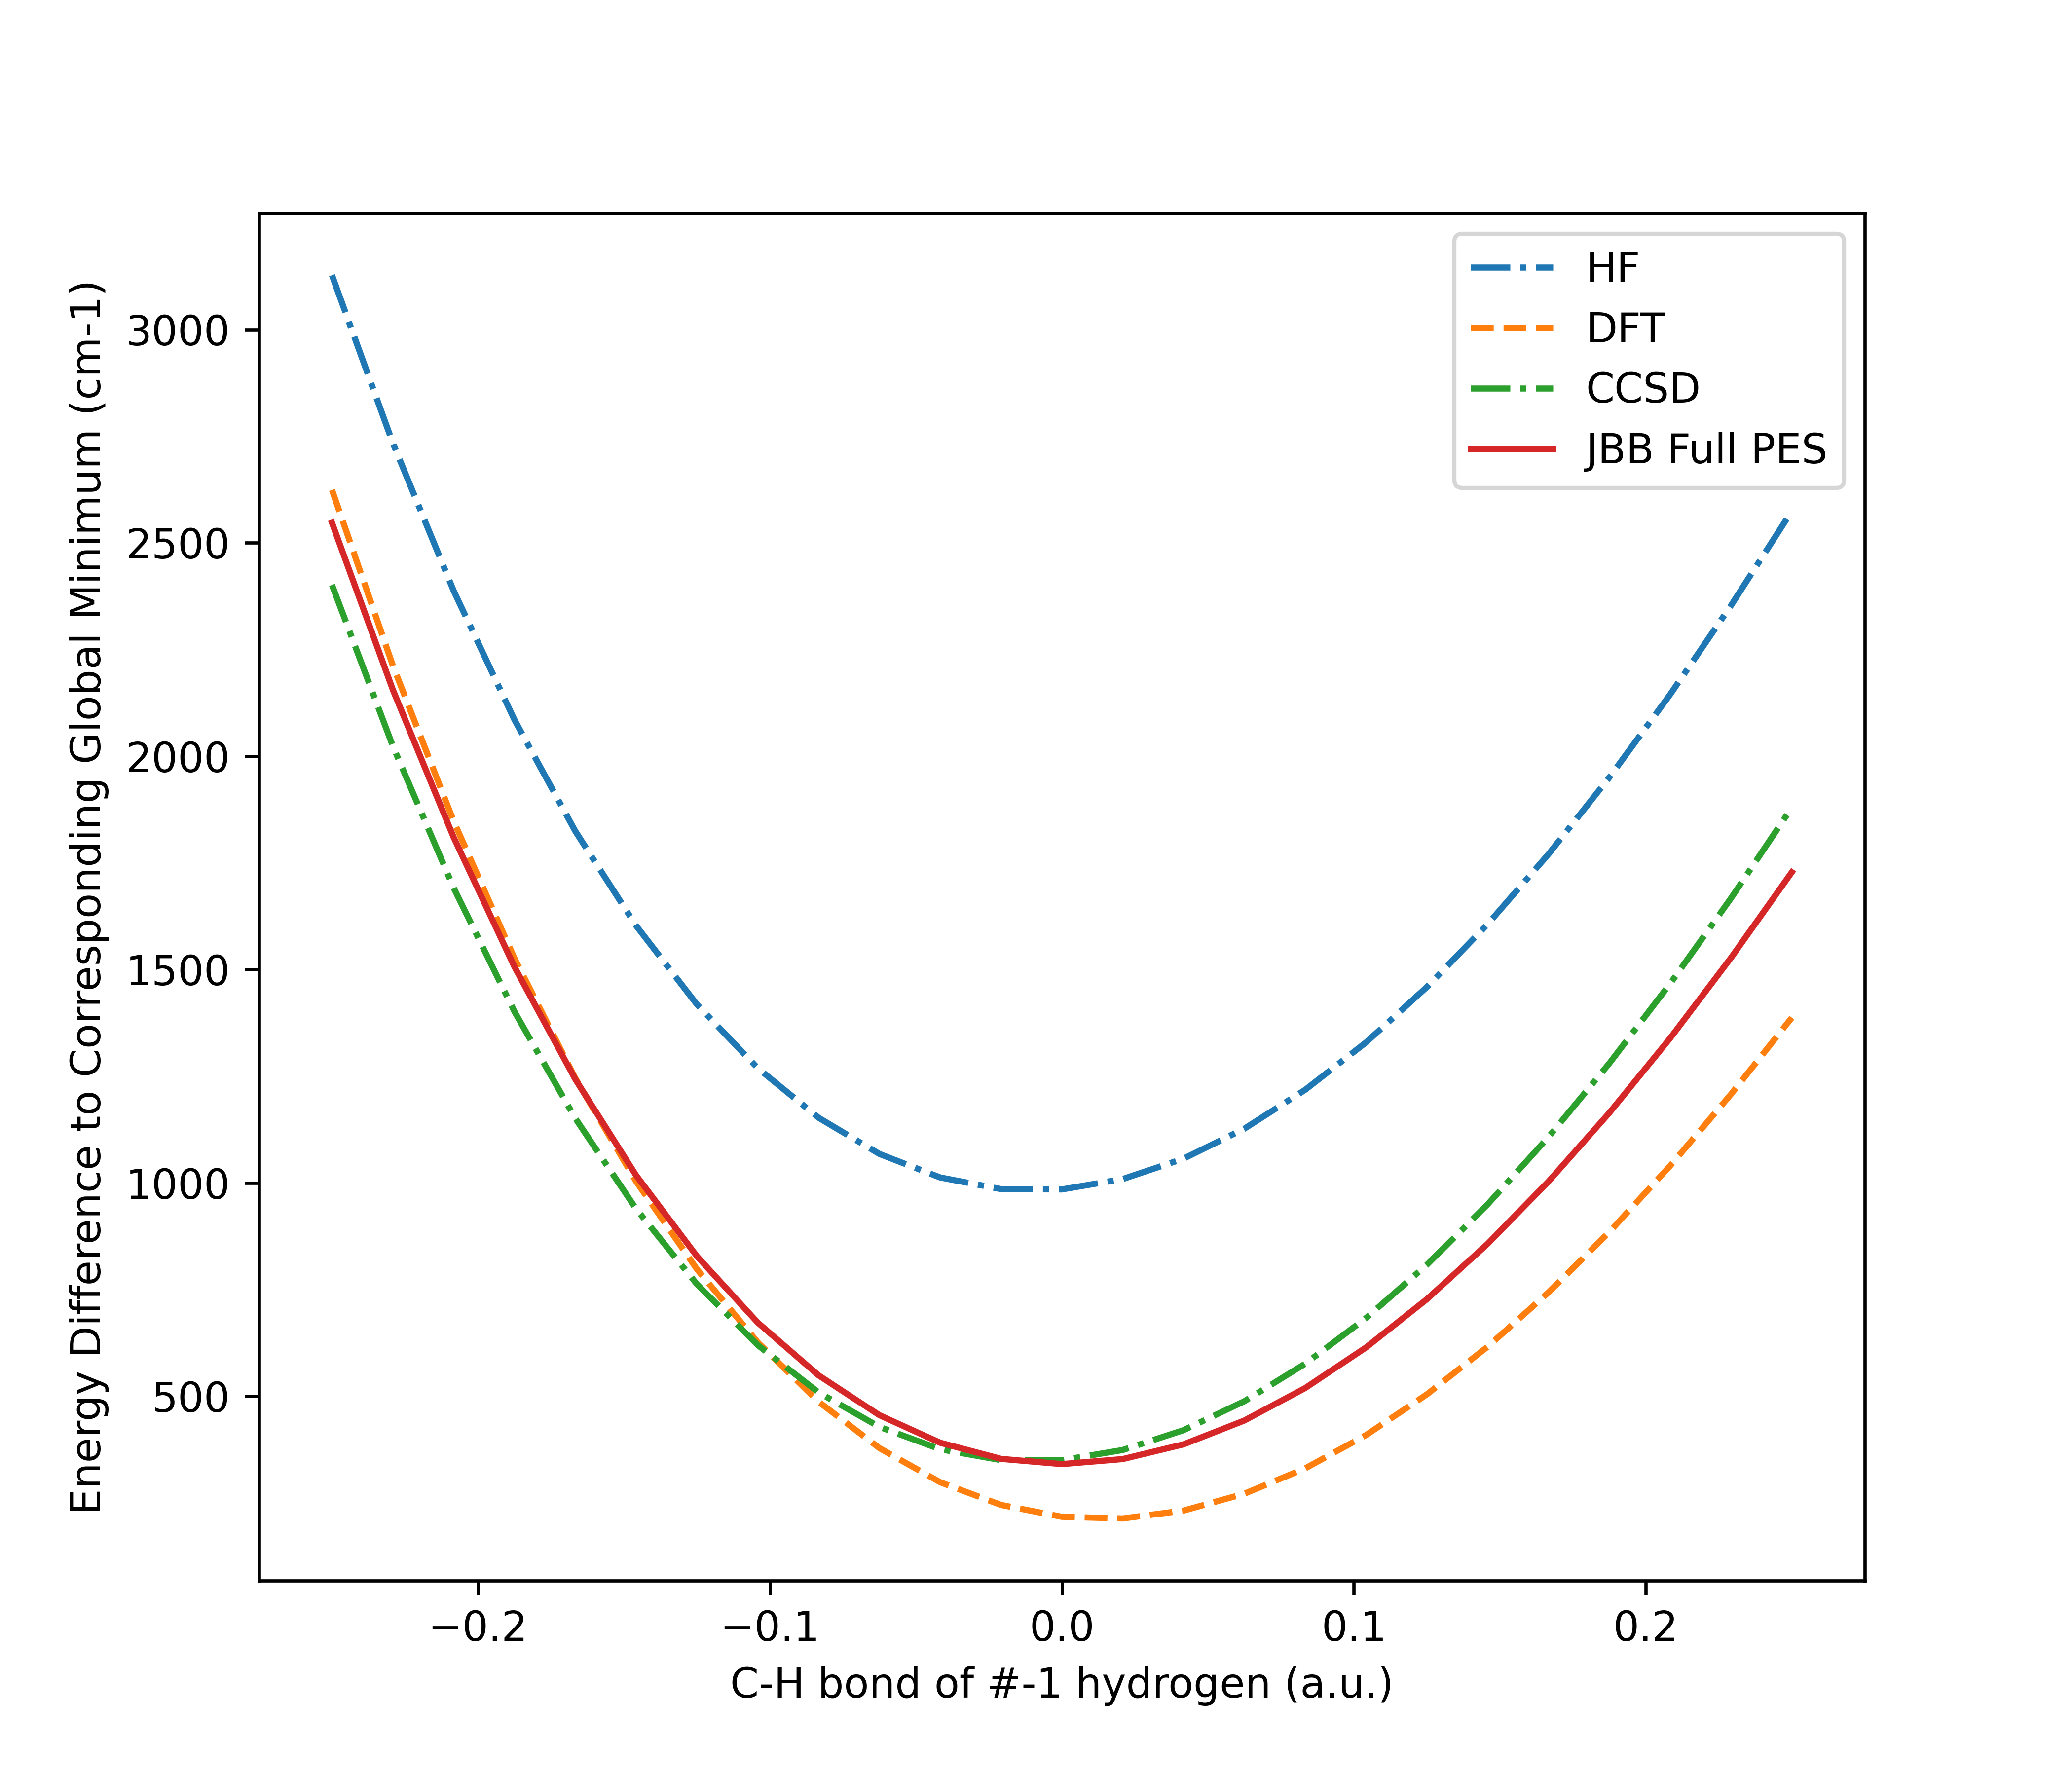 HF
DFT
CCSD
JBB Full PES
Energy Difference to Corresponding Global Minimum (cm-1)
3000
2500
2000
1500
1000
500
−0.2
−0.1
0.0
0.1
0.2
C-H bond of #-1 hydrogen (a.u.)